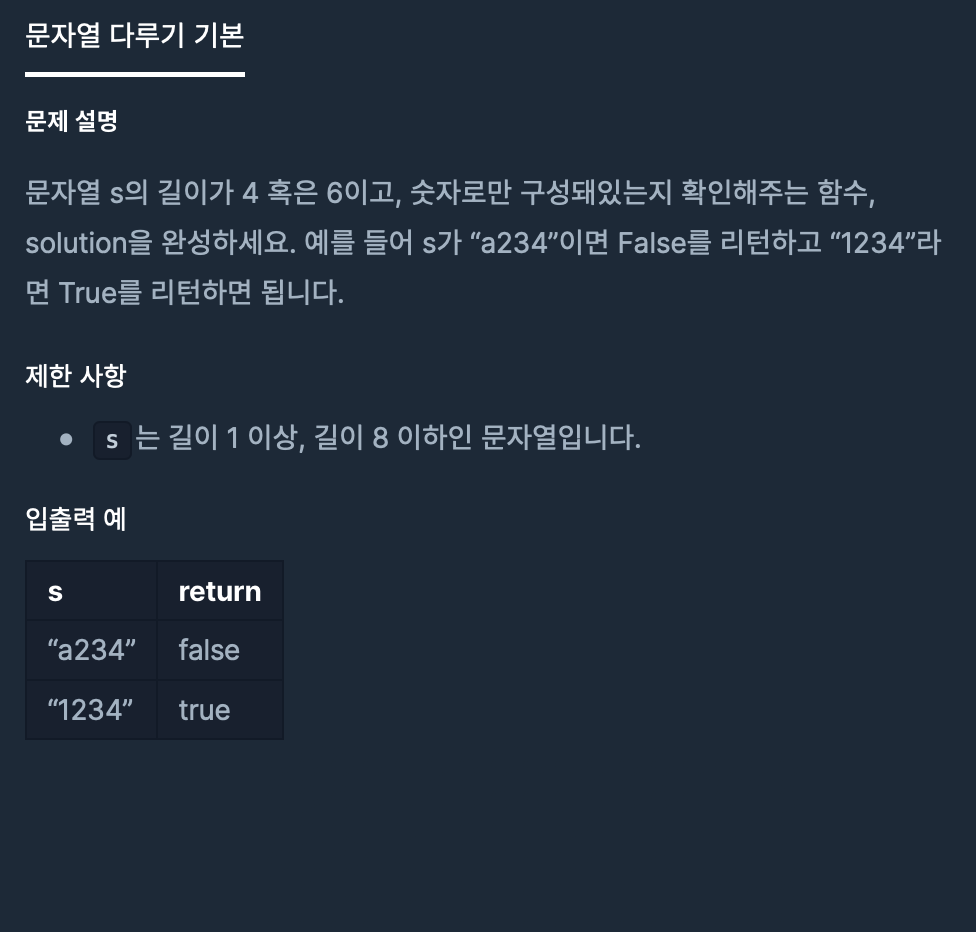 문자열 다루기 기본
문제 설명
문자열 s의 길이가 4 혹은 6이고, 숫자로만 구성돼있는지 확인해주는 함수,
solution을 완성하세요. 예를 들어 s가 “a234”이면 False를 리턴하고 “1234”라
면 True를 리턴하면 됩니다.
제한 사항
• s 는 길이 1 이상, 길이 8 이하인 문자열입니다.
입출력 예
s return
“a234” false
“1234” true